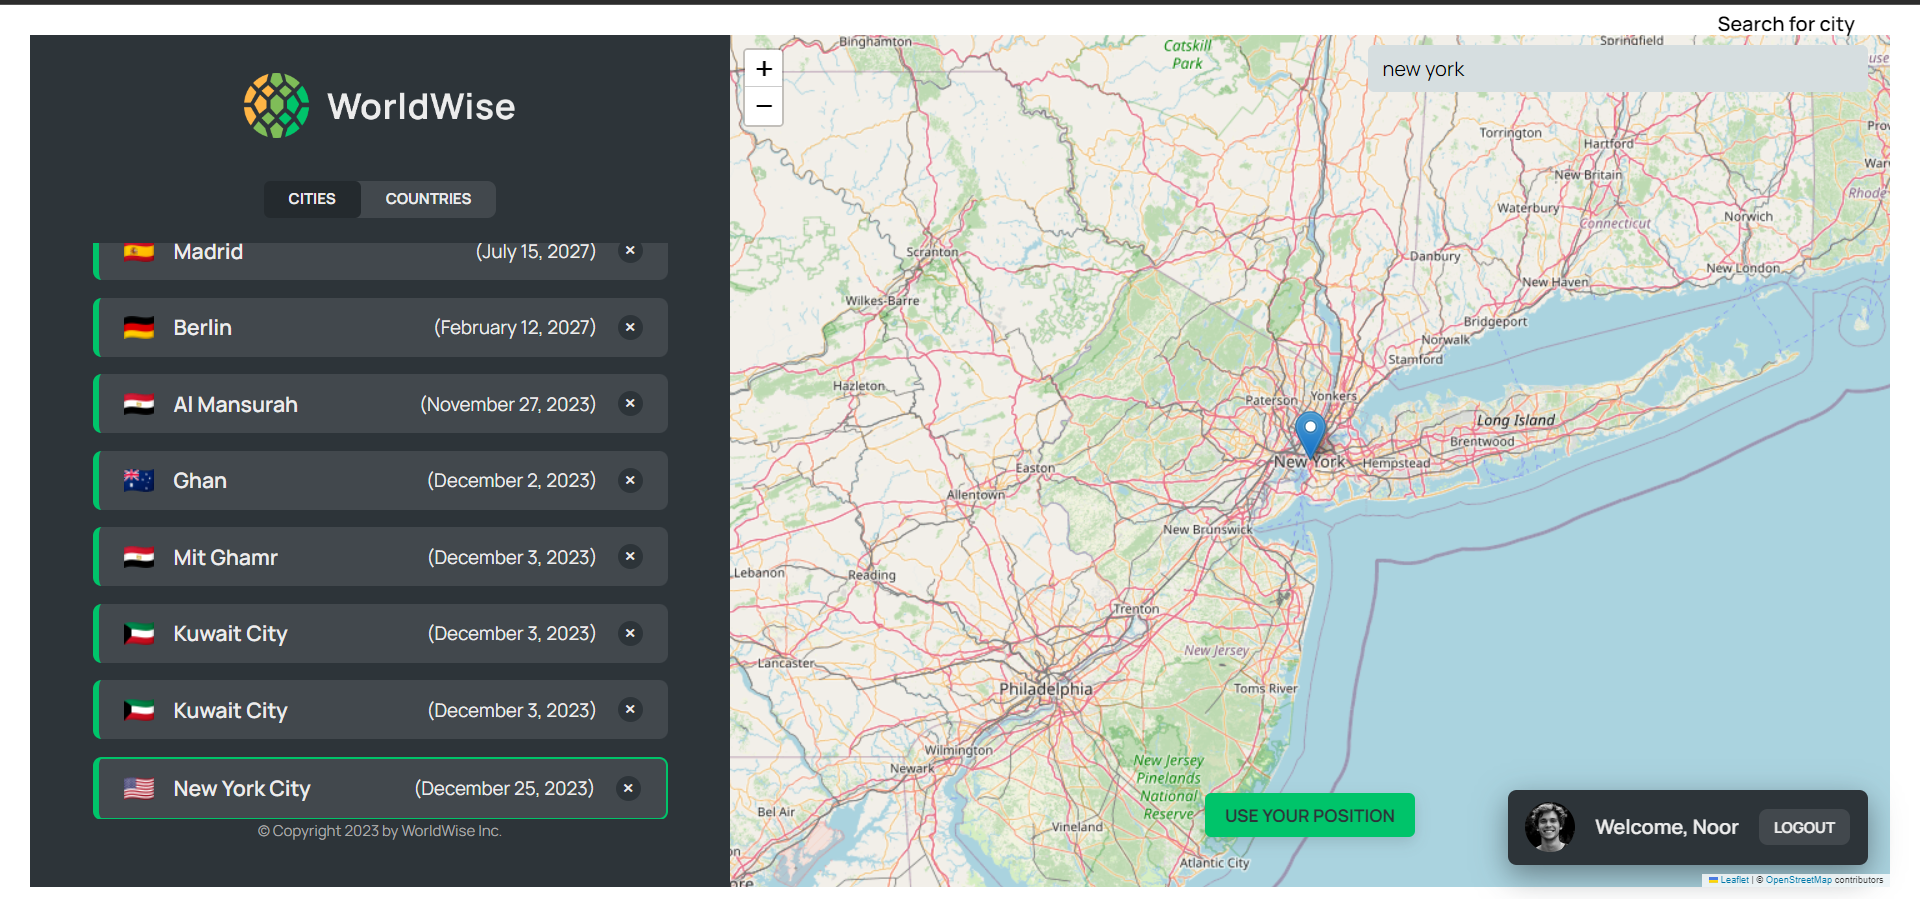 Search for city
WorldWise
CITIES COUNTRIES
Madrid (July 15, 2027) ×
Berlin (February 12, 2027) ×
Al Mansurah (November 27, 2023) ×
Ghan (December 2, 2023) ×
Mit Ghamr (December 3, 2023) ×
Kuwait City (December 3, 2023) ×
Kuwait City (December 3, 2023) ×
New York City (December 25, 2023) ×
© Copyright 2023 by WorldWise Inc.
+
−
new york
Binghamton
Catskill
Park
Springfield
Torrington
Hartford
New Britain
Waterbury
Connecticut
Norwich
Rhode
Scranton
Danbury
New London
New Haven
Wilkes-Barre
Bridgeport
Norwalk
Stamford
Hazleton
Paterson
Yonkers
Long Island
Brentwood
New York
Hempstead
Easton
Allentown
New Brunswick
Lebanon
Reading
Trenton
New Jersey
Lancaster
Philadelphia
Toms River
Wilmington
Newark
New Jersey
Pinelands
National
Reserve
Bel Air
Vineland
Atlantic City
USE YOUR POSITION
Welcome, Noor LOGOUT
Leaflet | © OpenStreetMap contributors